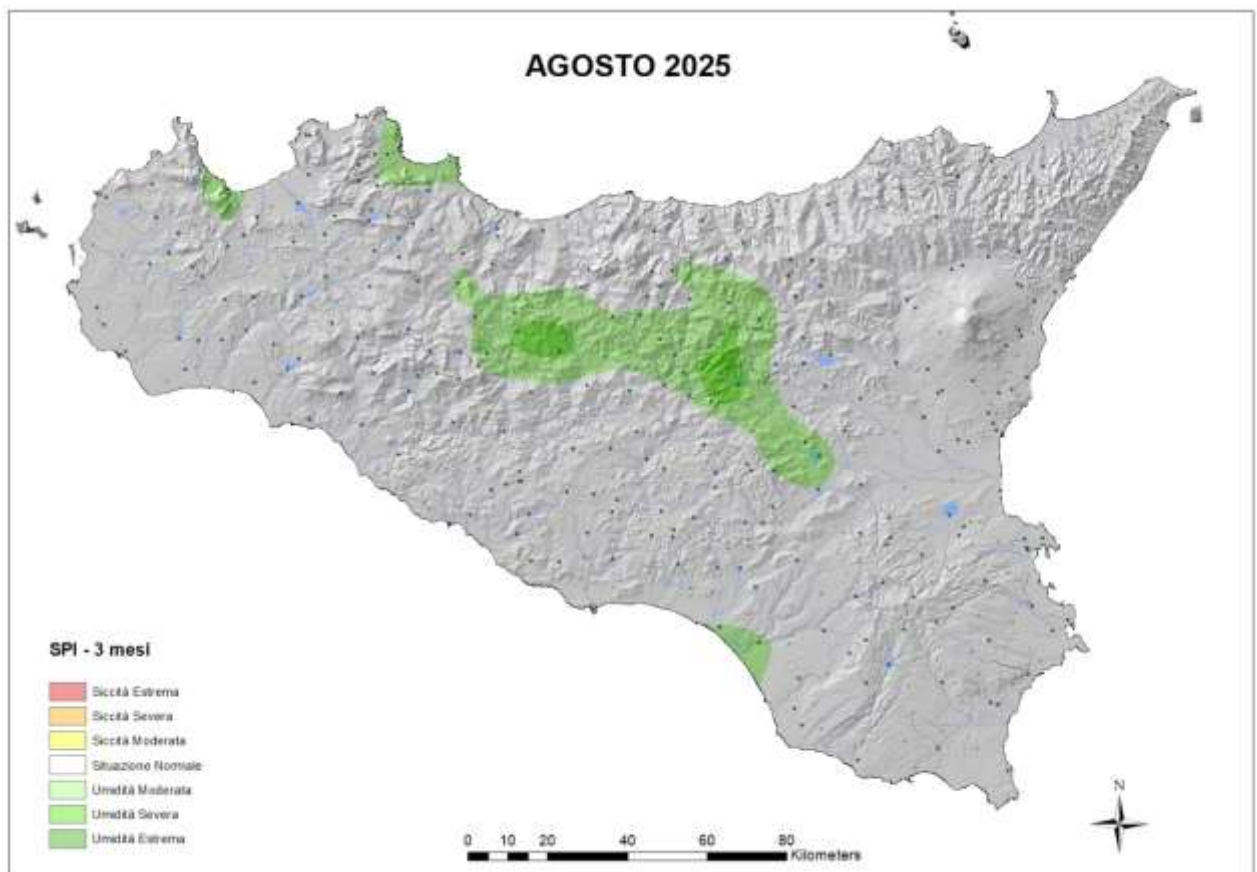 AGOSTO 2025
SPI - 3 mesi
Siccità Estrema
Siccità Severa
Siccità Moderata
Situazione Normale
Umidità Moderata
Umidità Severa
Umidità Estrema
0 10 20 40 60 80
Kilometers
N